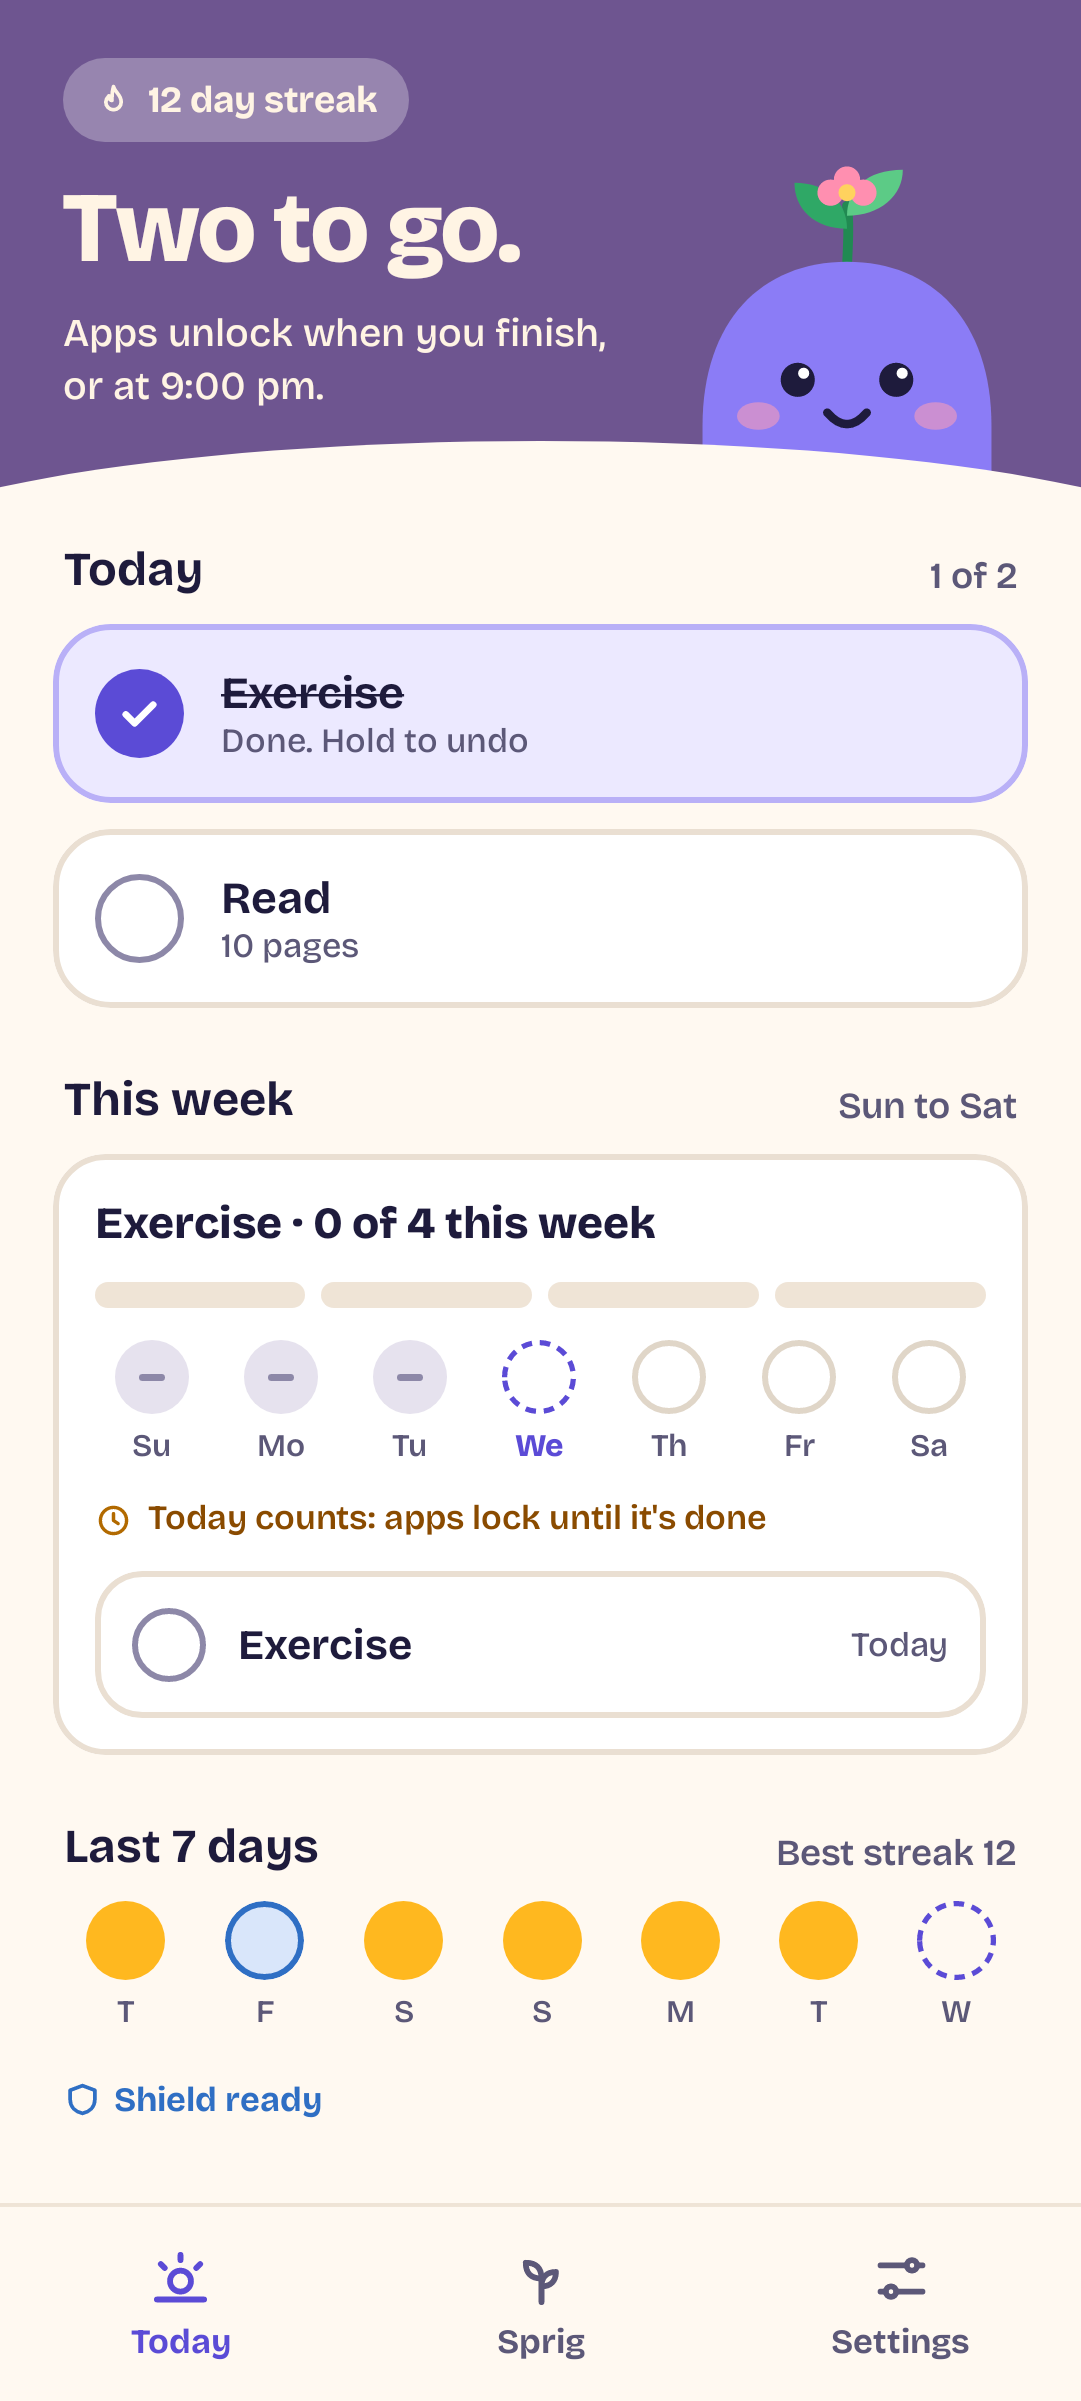 12 day streak
Two to go.
Apps unlock when you finish,
or at 9:00 pm.
Today
1 of 2
Exercise
Done. Hold to undo
Read
10 pages
This week
Sun to Sat
Exercise · 0 of 4 this week
Su Mo Tu We Th Fr Sa
Today counts: apps lock until it's done
Exercise
Today
Last 7 days
Best streak 12
T F S S M T W
Shield ready
Today Sprig Settings